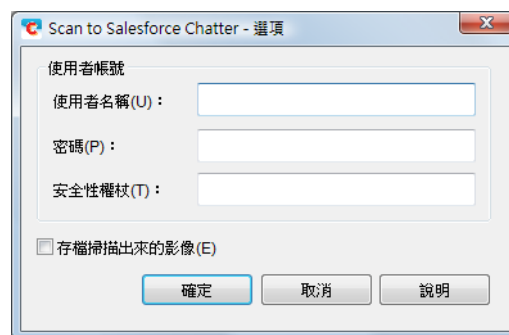 Scan to Salesforce Chatter - 選項
使用者帳號
使用者名稱(U)：
密碼(P)：
安全性權杖(T)：
存檔掃描出來的影像(E)
確定 取消 說明